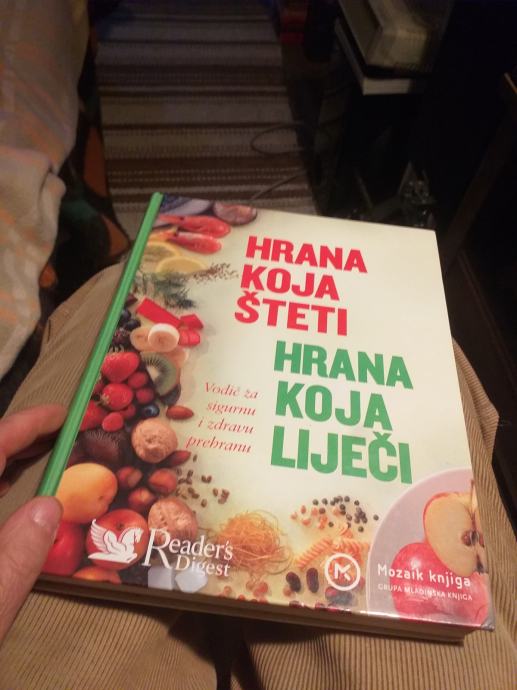 HRANA
KOJA
ŠTETI
HRANA
KOJA
LIJEČI
Vodič za
sigurnu
i zdravu
prehranu
Reader's
Digest
Mozaik knjiga
GRUPA MLADINSKA KNJIGA